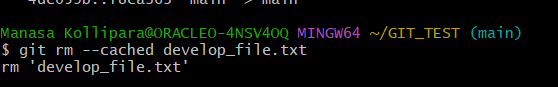 Manasa Kollipara@ORACLEO-4NSV4OQ MINGW64 ~/GIT_TEST (main)
$ git rm --cached develop_file.txt
rm 'develop_file.txt'